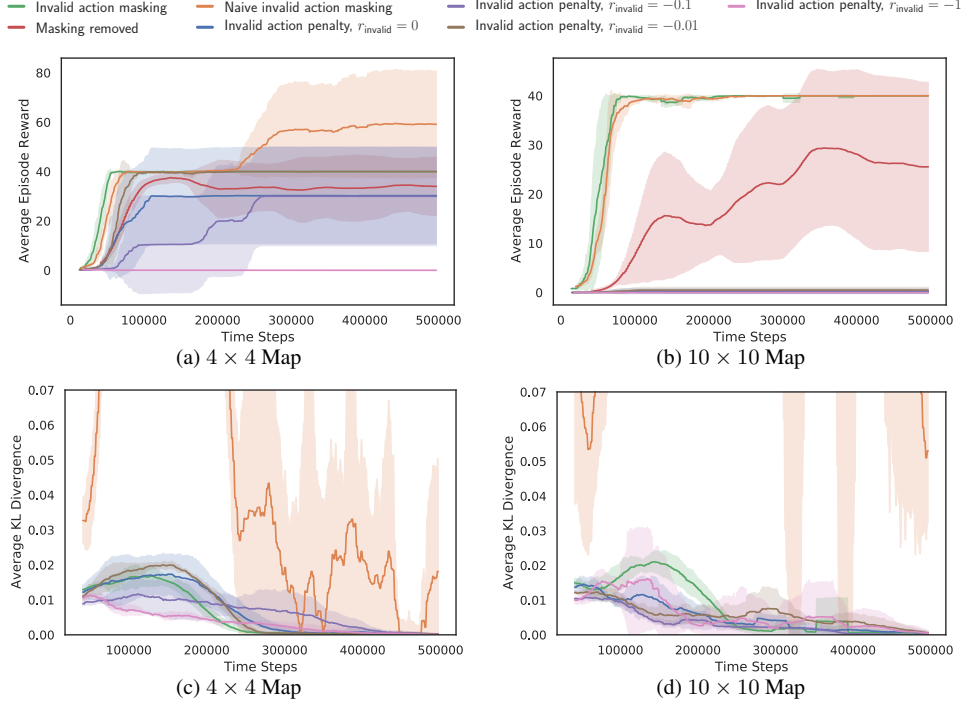 Invalid action masking
Naive invalid action masking
Invalid action penalty, r_invalid = −0.1
Invalid action penalty, r_invalid = −1
Masking removed
Invalid action penalty, r_invalid = 0
Invalid action penalty, r_invalid = −0.01
Average Episode Reward
80
60
40
20
0
0 100000 200000 300000 400000 500000
Time Steps
(a) 4 × 4 Map
Average Episode Reward
40
30
20
10
0
0 100000 200000 300000 400000 500000
Time Steps
(b) 10 × 10 Map
Average KL Divergence
0.07
0.06
0.05
0.04
0.03
0.02
0.01
0.00
100000 200000 300000 400000 500000
Time Steps
(c) 4 × 4 Map
Average KL Divergence
0.07
0.06
0.05
0.04
0.03
0.02
0.01
0.00
100000 200000 300000 400000 500000
Time Steps
(d) 10 × 10 Map